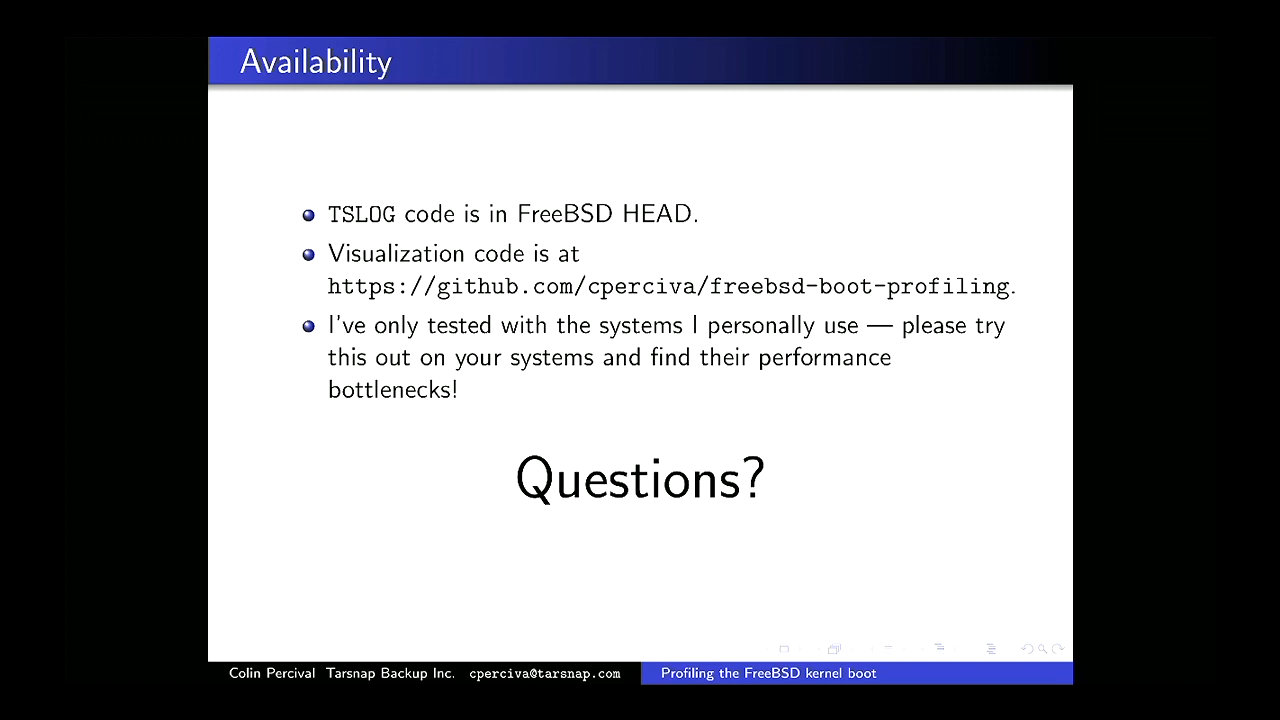 Availability
TSLOG code is in FreeBSD HEAD.
Visualization code is at
https://github.com/cperciva/freebsd-boot-profiling.
I've only tested with the systems I personally use — please try
this out on your systems and find their performance
bottlenecks!
Questions?
Colin Percival Tarsnap Backup Inc. cperciva@tarsnap.com
Profiling the FreeBSD kernel boot